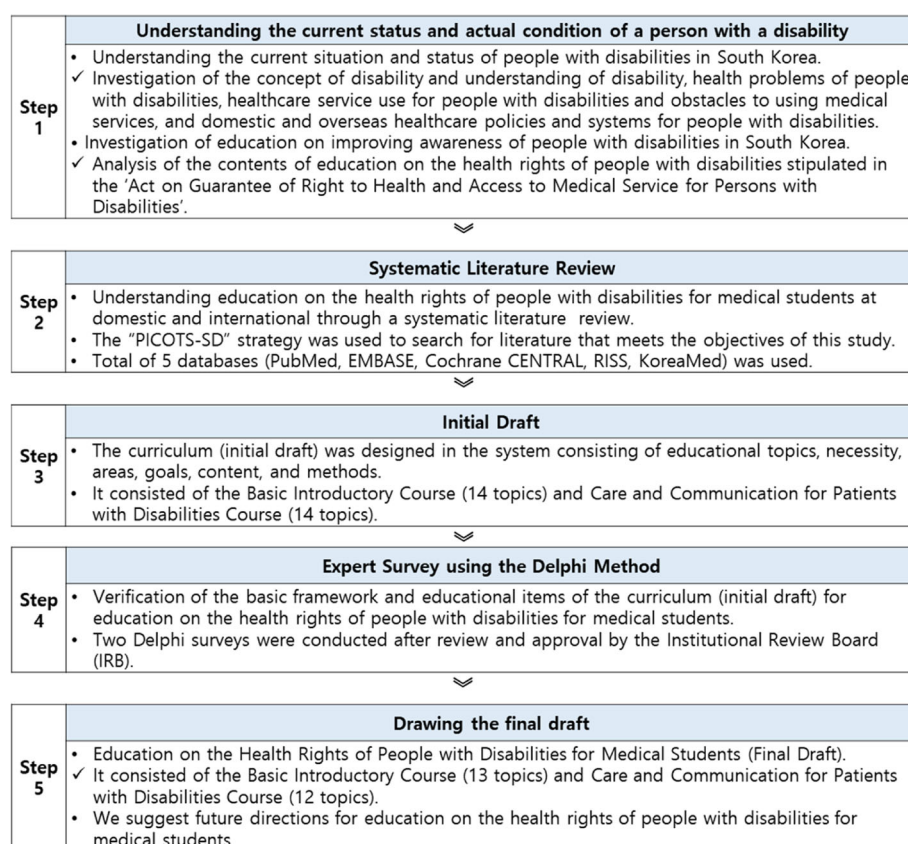 Understanding the current status and actual condition of a person with a disability
Step
1
• Understanding the current situation and status of people with disabilities in South Korea.
✓ Investigation of the concept of disability and understanding of disability, health problems of people
with disabilities, healthcare service use for people with disabilities and obstacles to using medical
services, and domestic and overseas healthcare policies and systems for people with disabilities.
• Investigation of education on improving awareness of people with disabilities in South Korea.
✓ Analysis of the contents of education on the health rights of people with disabilities stipulated in
the ‘Act on Guarantee of Right to Health and Access to Medical Service for Persons with
Disabilities’.
Systematic Literature Review
Step
2
• Understanding education on the health rights of people with disabilities for medical students at
domestic and international through a systematic literature review.
• The “PICOTS-SD” strategy was used to search for literature that meets the objectives of this study.
• Total of 5 databases (PubMed, EMBASE, Cochrane CENTRAL, RISS, KoreaMed) was used.
Initial Draft
Step
3
• The curriculum (initial draft) was designed in the system consisting of educational topics, necessity,
areas, goals, content, and methods.
• It consisted of the Basic Introductory Course (14 topics) and Care and Communication for Patients
with Disabilities Course (14 topics).
Expert Survey using the Delphi Method
Step
4
• Verification of the basic framework and educational items of the curriculum (initial draft) for
education on the health rights of people with disabilities for medical students.
• Two Delphi surveys were conducted after review and approval by the Institutional Review Board
(IRB).
Drawing the final draft
Step
5
• Education on the Health Rights of People with Disabilities for Medical Students (Final Draft).
✓ It consisted of the Basic Introductory Course (13 topics) and Care and Communication for Patients
with Disabilities Course (12 topics).
• We suggest future directions for education on the health rights of people with disabilities for
medical students.